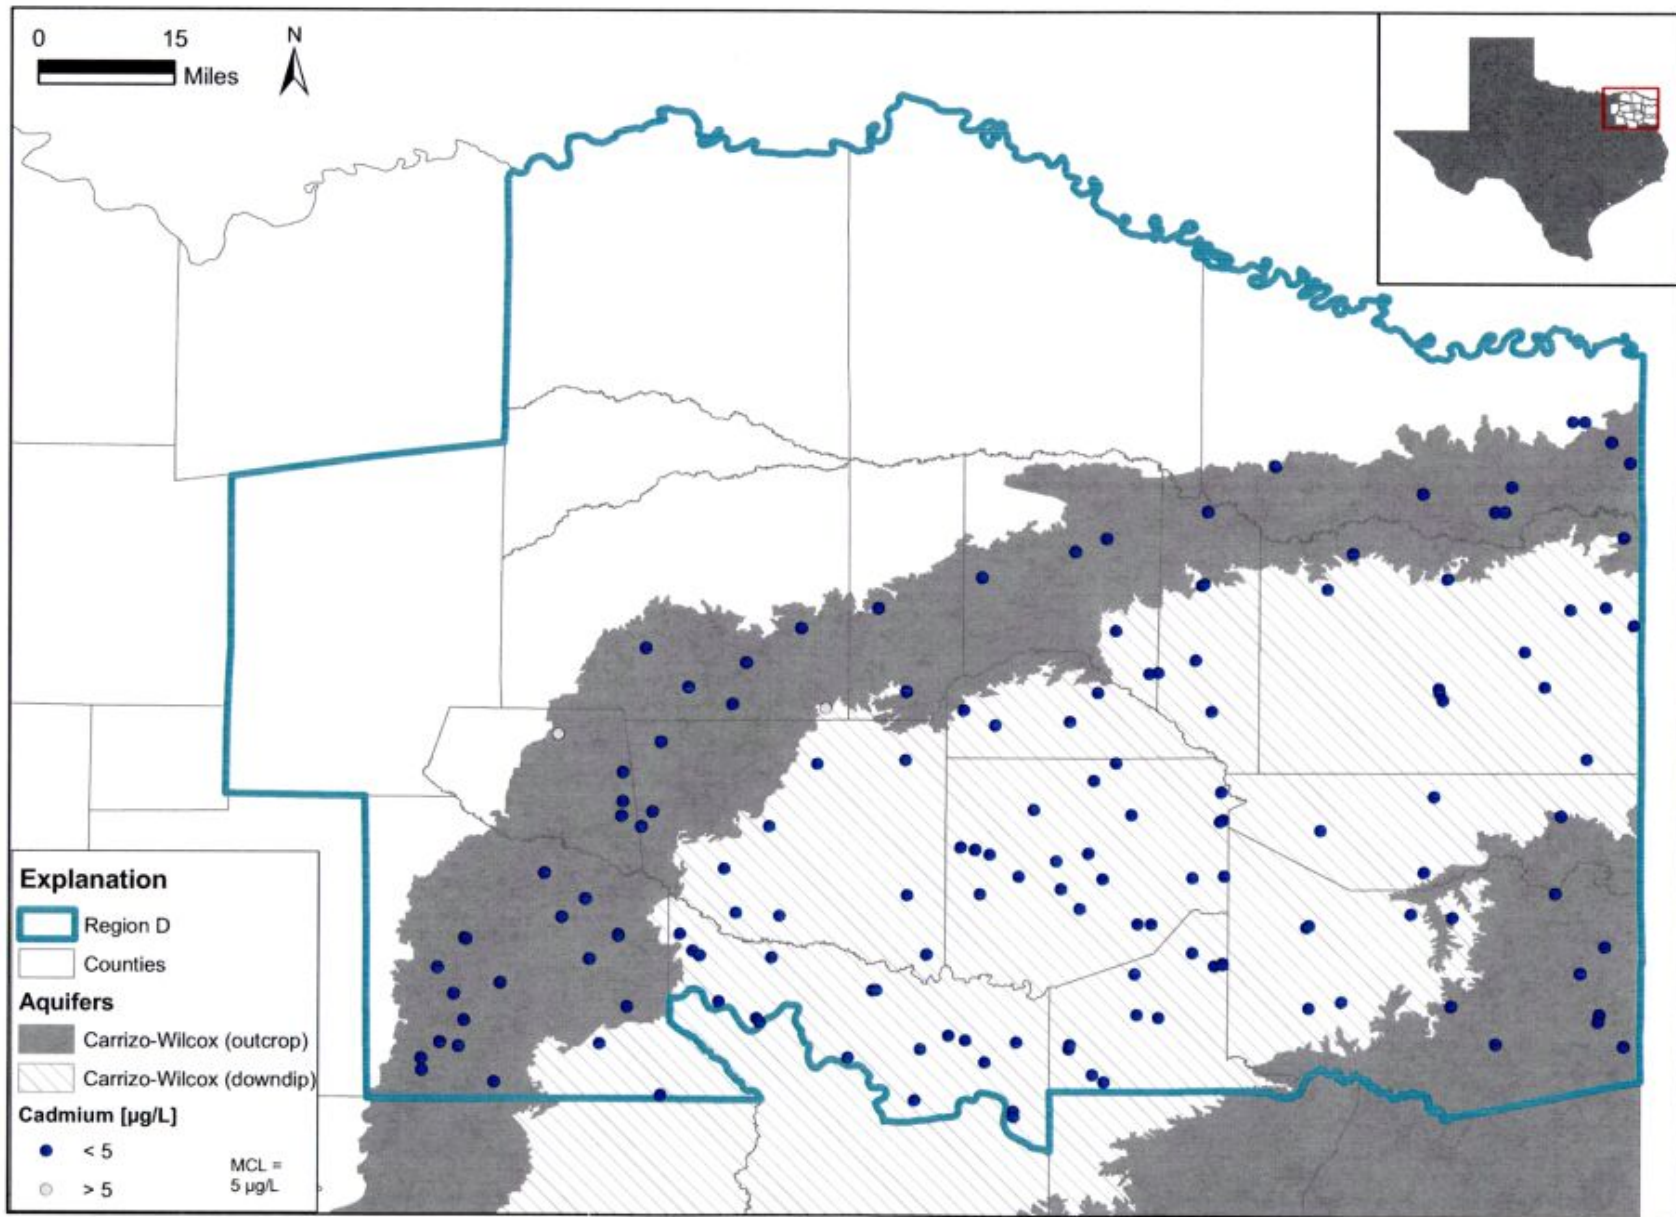 0 15
Miles
N
Explanation
Region D
Counties
Aquifers
Carrizo-Wilcox (outcrop)
Carrizo-Wilcox (downdip)
Cadmium [µg/L]
< 5
> 5
MCL =
5 µg/L